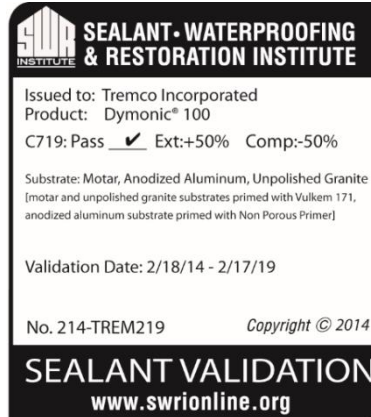 SWR
INSTITUTE
SEALANT • WATERPROOFING
& RESTORATION INSTITUTE
Issued to: Tremco Incorporated
Product: Dymonic® 100
C719: Pass ✔ Ext:+50% Comp:-50%
Substrate: Motar, Anodized Aluminum, Unpolished Granite
[motar and unpolished granite substrates primed with Vulkem 171,
anodized aluminum substrate primed with Non Porous Primer]
Validation Date: 2/18/14 - 2/17/19
No. 214-TREM219 Copyright © 2014
SEALANT VALIDATION
www.swrionline.org